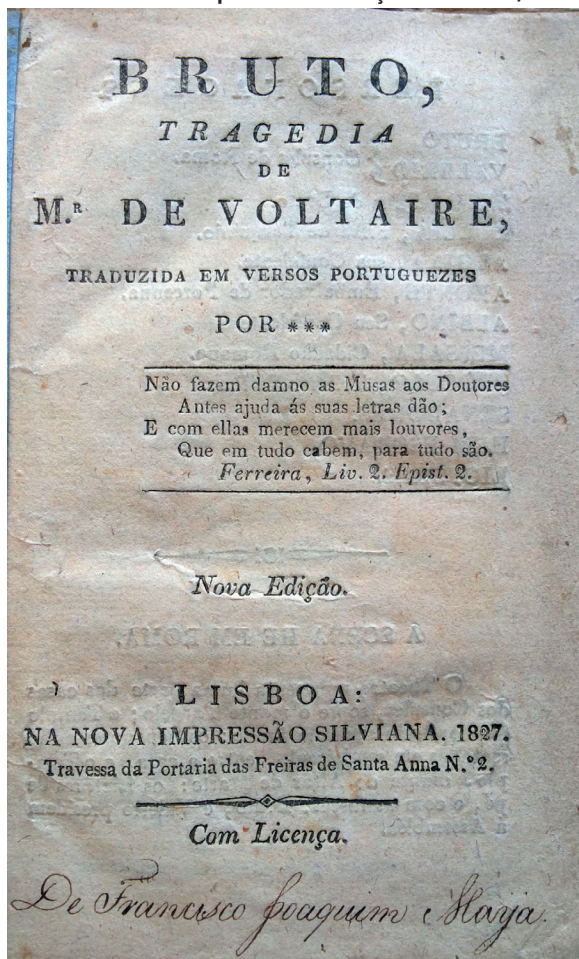 BRUTO,
TRAGEDIA
DE
M.R DE VOLTAIRE,
TRADUZIDA EM VERSOS PORTUGUEZES
POR ***
Não fazem damno as Musas aos Doutores
Antes ajuda ás suas letras dão;
E com ellas merecem mais louvores,
Que em tudo cabem, para tudo são.
Ferreira, Liv. 2. Epist. 2.
Nova Edição.
LISBOA:
NA NOVA IMPRESSÃO SILVIANA. 1827.
Travessa da Portaria das Freiras de Santa Anna N.º 2.
Com Licença.
De Francisco Joaquim Maya.